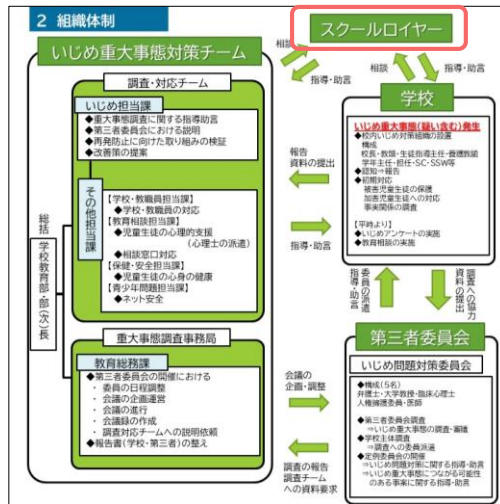 2 組織体制
いじめ重大事態対策チーム
調査・対応チーム
いじめ担当課
◆重大事態調査に関する指導助言
◆第三者委員会における説明
◆再発防止に向けた取り組みの検証
◆改善策の提案
その他担当課
【学校・教職員担当課】
◆学校・教職員の対応
【教育相談担当課】
◆児童生徒の心理的支援
(心理士の派遣)
◆相談窓口対応
【保健・安全担当課】
◆児童生徒の心身の健康
【青少年問題担当課】
◆ネット安全
総括
学校教育部・部(次)長
重大事態調査事務局
教育総務課
◆第三者委員会の開催における
・委員の日程調整
・会議の企画運営
・会議の進行
・会議録の作成
・調査対応チームへの説明依頼
◆報告書(学校・第三者)の整え
スクールロイヤー
相談
指導・助言
相談
指導・助言
学校
いじめ重大事態(疑い含む)発生
◆校内いじめ対策組織の設置
構成
校長・教頭・生徒指導主任・養護教諭
学年主任・担任・SC・SSW等
◆認知⇒報告
◆初期対応
被害児童生徒の保護
加害児童生徒への対応
事実関係の調査
【平時より】
◆いじめアンケートの実施
◆教育相談の実施
報告
資料の提出
指導・助言
委員の派遣
指導・助言
調査への協力
資料の提出
第三者委員会
いじめ問題対策委員会
◆構成(5名)
弁護士・大学教授・臨床心理士
人権擁護委員・医師
◆第三者委員会調査
⇒いじめ重大事態の調査・審議
◆学校主体調査
⇒調査への委員派遣
◆定例委員会の開催
⇒いじめ問題対策に関する指導・助言
⇒いじめ重大事態につながる可能性
のある事案に関する指導・助言
会議の
企画・調整
調査の報告
調査チーム
への資料要求